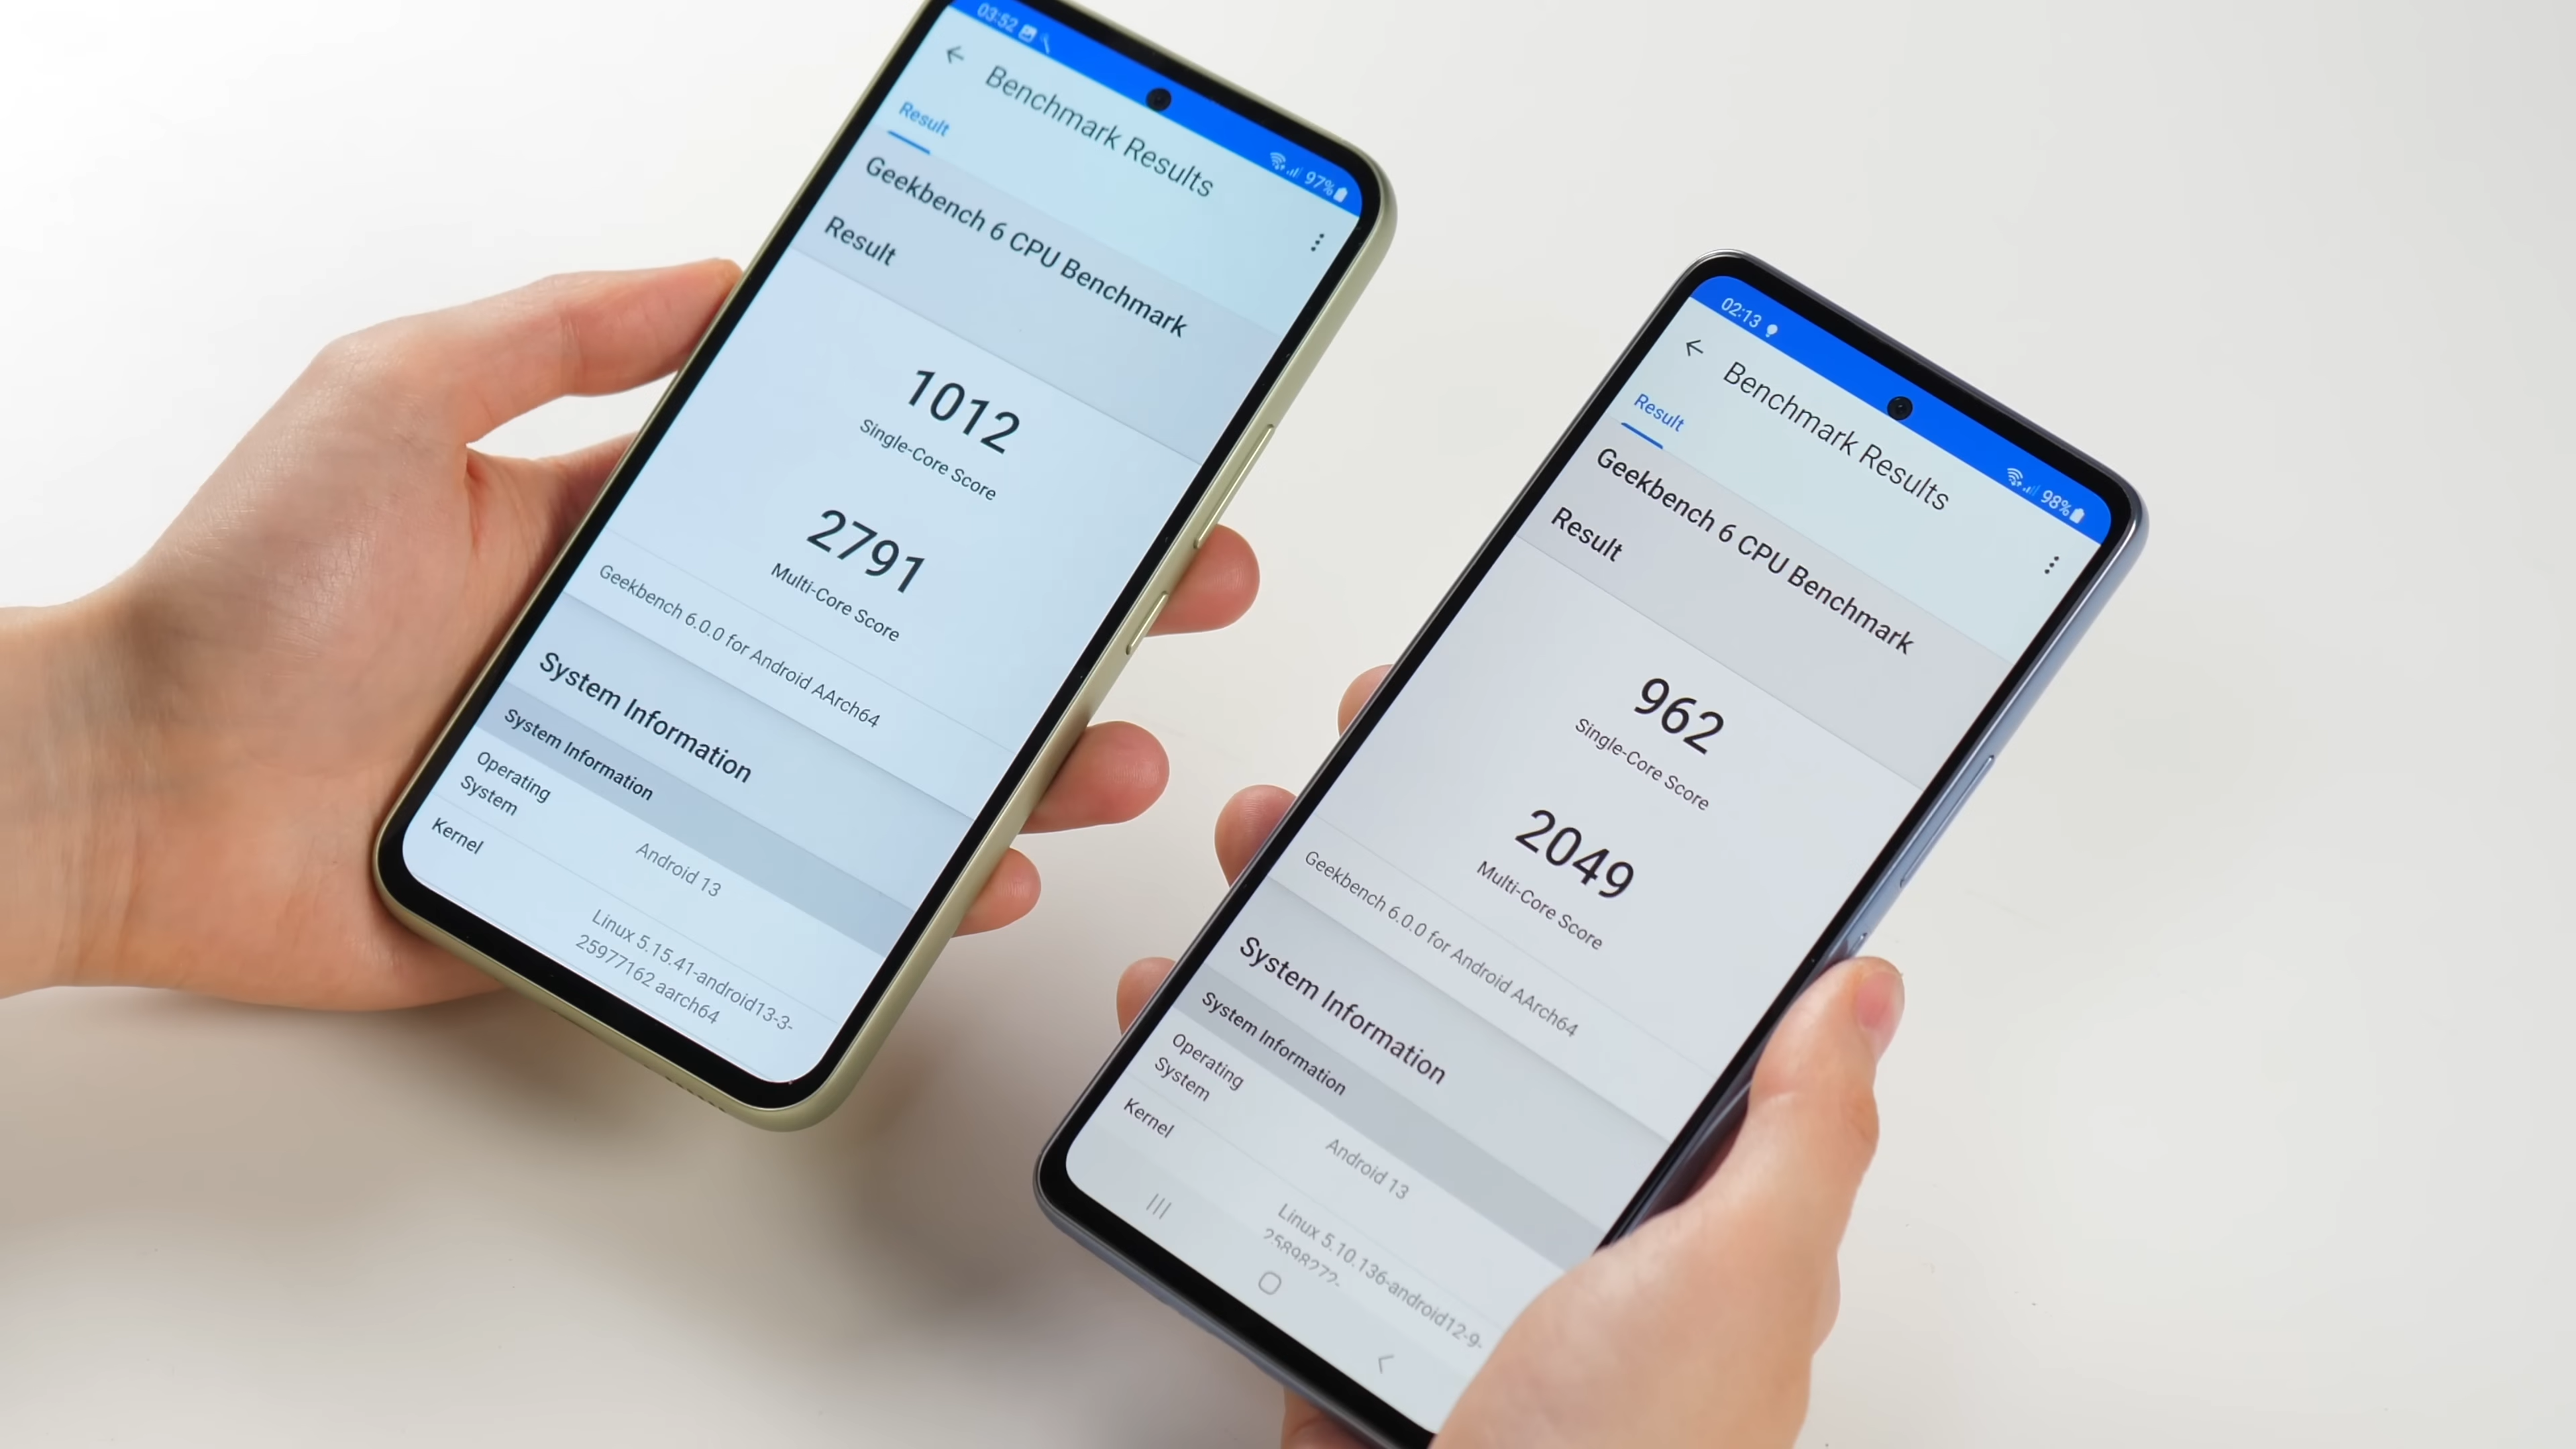 03:52
97%
Benchmark Results
Result
Geekbench 6 CPU Benchmark
Result
1012
Single-Core Score
2791
Multi-Core Score
Geekbench 6.0.0 for Android AArch64
System Information
System Information
Operating
System
Android 13
Kernel
Linux 5.15.41-android13-3-
25977162 aarch64
02:13
98%
Benchmark Results
Result
Geekbench 6 CPU Benchmark
Result
962
Single-Core Score
2049
Multi-Core Score
Geekbench 6.0.0 for Android AArch64
System Information
System Information
Operating
System
Android 13
Kernel
Linux 5.10.136-android12-9-
25898272-